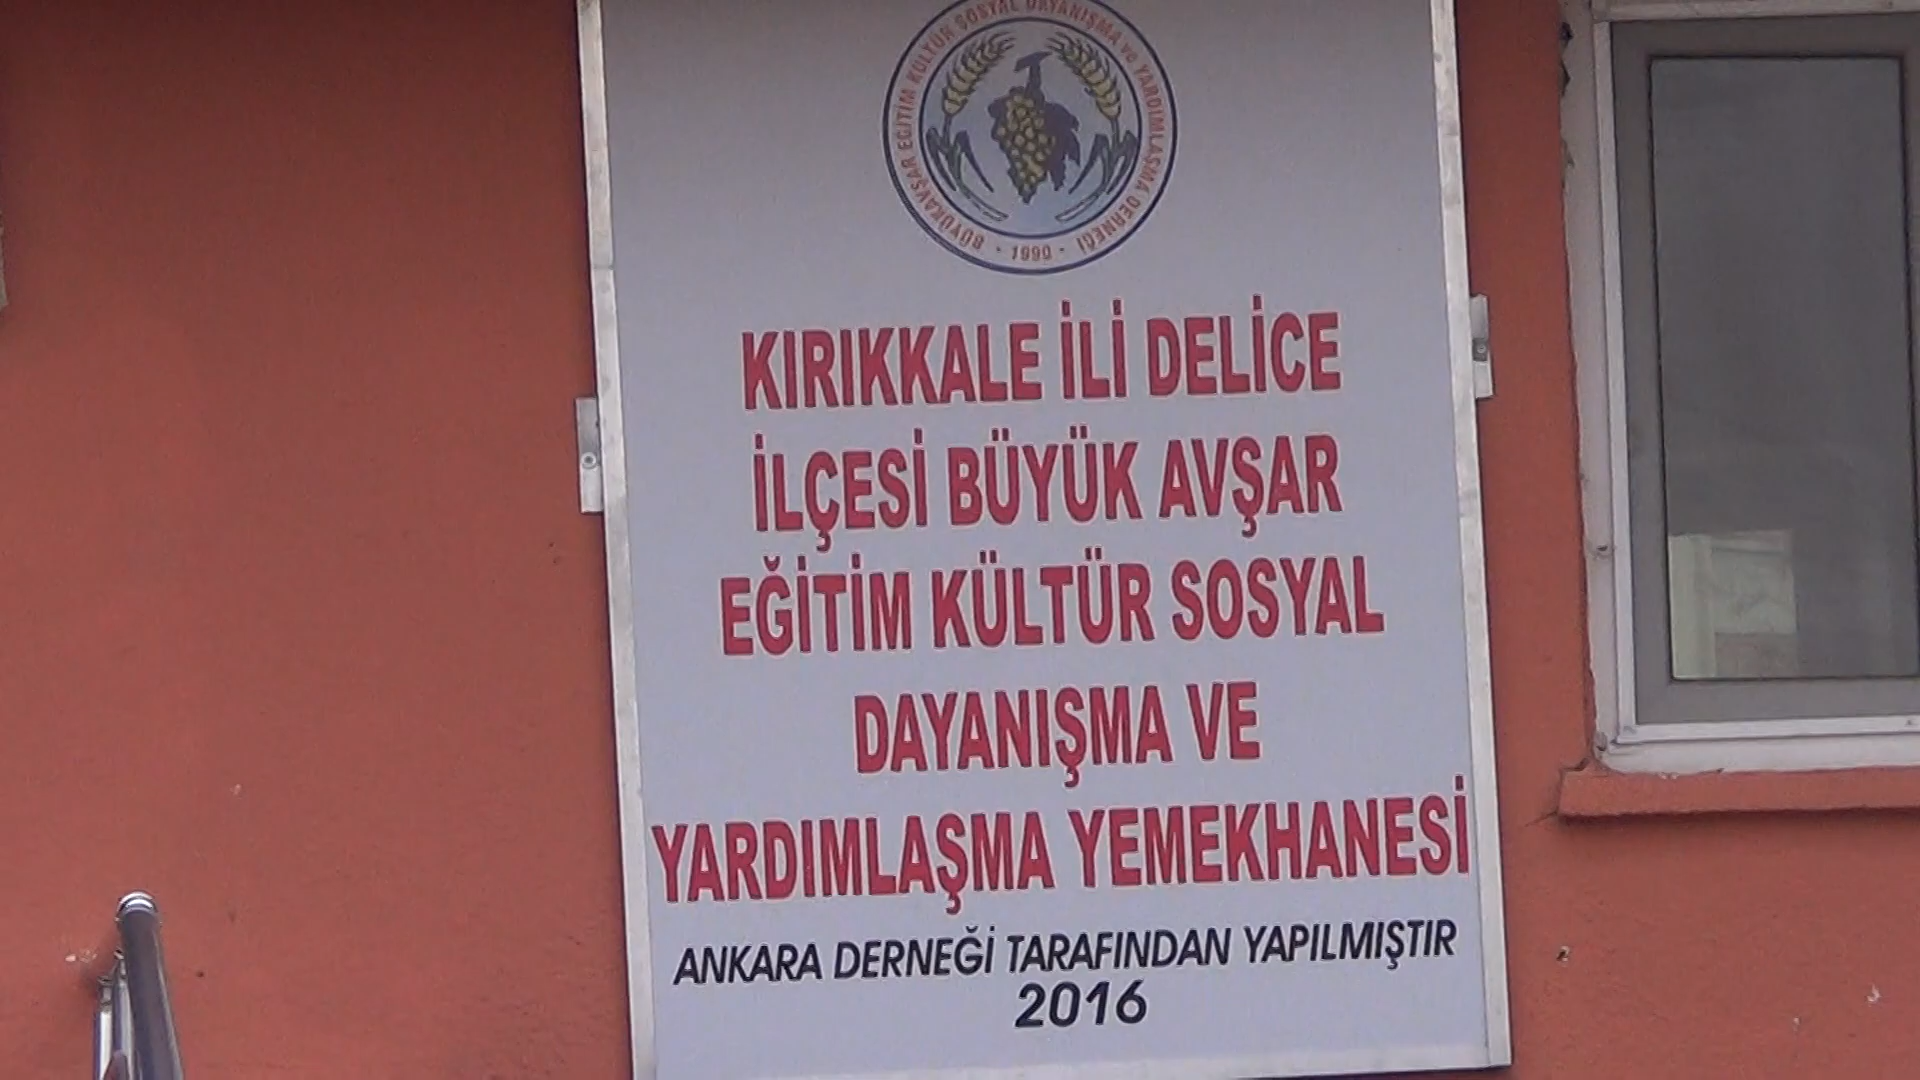 BÜYÜKAVŞAR EĞİTİM KÜLTÜR SOSYAL DAYANIŞMA ve YARDIMLAŞMA DERNEĞİ
· 1990 ·
KIRIKKALE İLİ DELİCE
İLÇESİ BÜYÜK AVŞAR
EĞİTİM KÜLTÜR SOSYAL
DAYANIŞMA VE
YARDIMLAŞMA YEMEKHANESİ
ANKARA DERNEĞİ TARAFINDAN YAPILMIŞTIR
2016